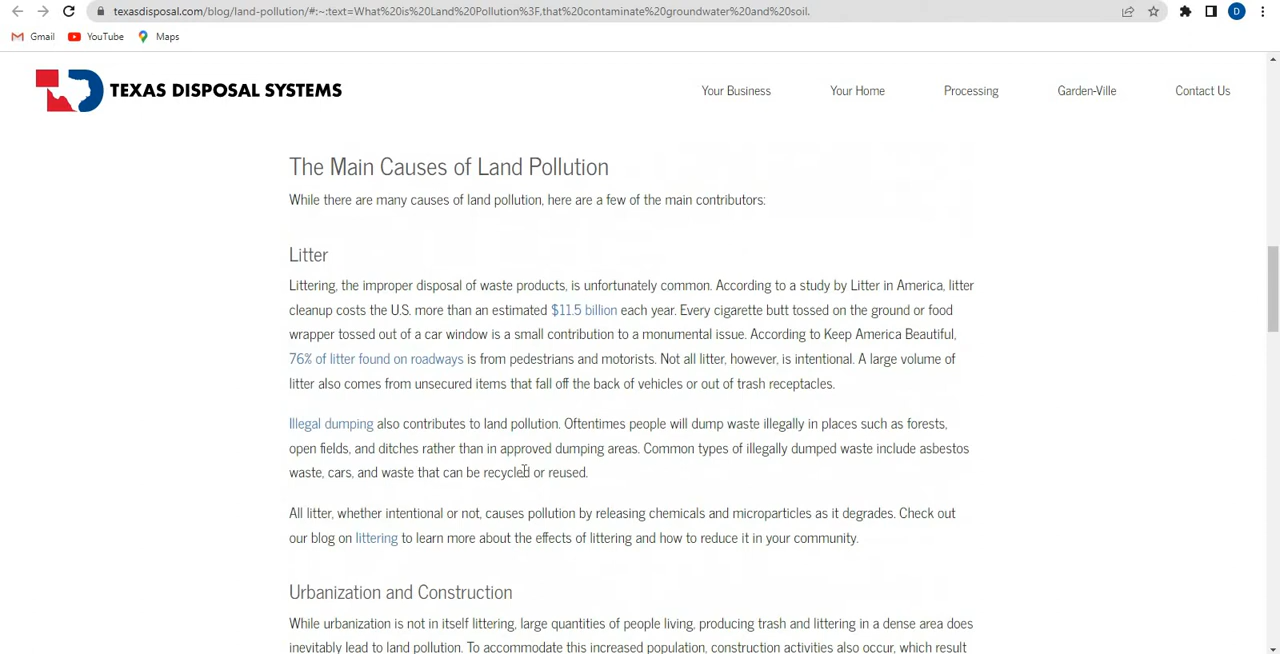 texasdisposal.com/blog/land-pollution/#:~:text=What%20is%20Land%20Pollution%3F,that%20contaminate%20groundwater%20and%20soil.
D
Gmail YouTube Maps
TEXAS DISPOSAL SYSTEMS
Your Business Your Home Processing Garden-Ville Contact Us
The Main Causes of Land Pollution
While there are many causes of land pollution, here are a few of the main contributors:
Litter
Littering, the improper disposal of waste products, is unfortunately common. According to a study by Litter in America, litter
cleanup costs the U.S. more than an estimated $11.5 billion each year. Every cigarette butt tossed on the ground or food
wrapper tossed out of a car window is a small contribution to a monumental issue. According to Keep America Beautiful,
76% of litter found on roadways is from pedestrians and motorists. Not all litter, however, is intentional. A large volume of
litter also comes from unsecured items that fall off the back of vehicles or out of trash receptacles.
Illegal dumping also contributes to land pollution. Oftentimes people will dump waste illegally in places such as forests,
open fields, and ditches rather than in approved dumping areas. Common types of illegally dumped waste include asbestos
waste, cars, and waste that can be recycled or reused.
All litter, whether intentional or not, causes pollution by releasing chemicals and microparticles as it degrades. Check out
our blog on littering to learn more about the effects of littering and how to reduce it in your community.
Urbanization and Construction
While urbanization is not in itself littering, large quantities of people living, producing trash and littering in a dense area does
inevitably lead to land pollution. To accommodate this increased population, construction activities also occur, which result